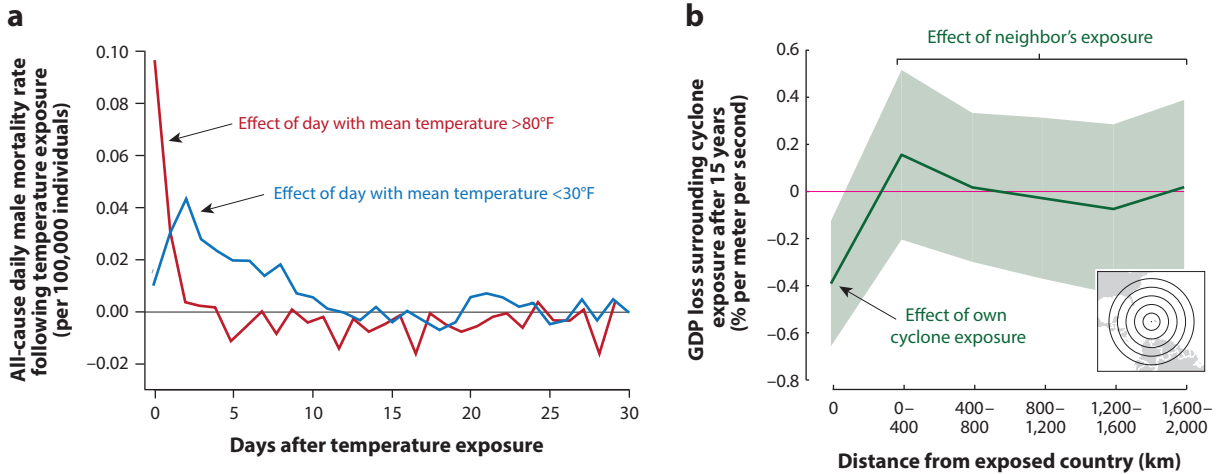 a
All-cause daily male mortality rate
following temperature exposure
(per 100,000 individuals)
0.10
0.08
0.06
0.04
0.02
0.00
−0.02
Effect of day with mean temperature >80°F
Effect of day with mean temperature <30°F
0 5 10 15 20 25 30
Days after temperature exposure
b
GDP loss surrounding cyclone
exposure after 15 years
(% per meter per second)
0.6
0.4
0.2
0
−0.2
−0.4
−0.6
−0.8
Effect of neighbor’s exposure
Effect of own
cyclone exposure
0 0– 400– 800– 1,200– 1,600–
400 800 1,200 1,600 2,000
Distance from exposed country (km)